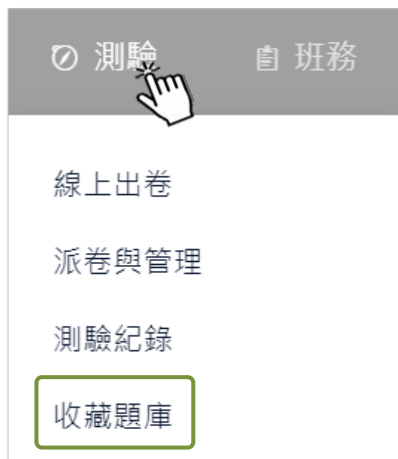 測驗 班務
線上出卷
派卷與管理
測驗紀錄
收藏題庫